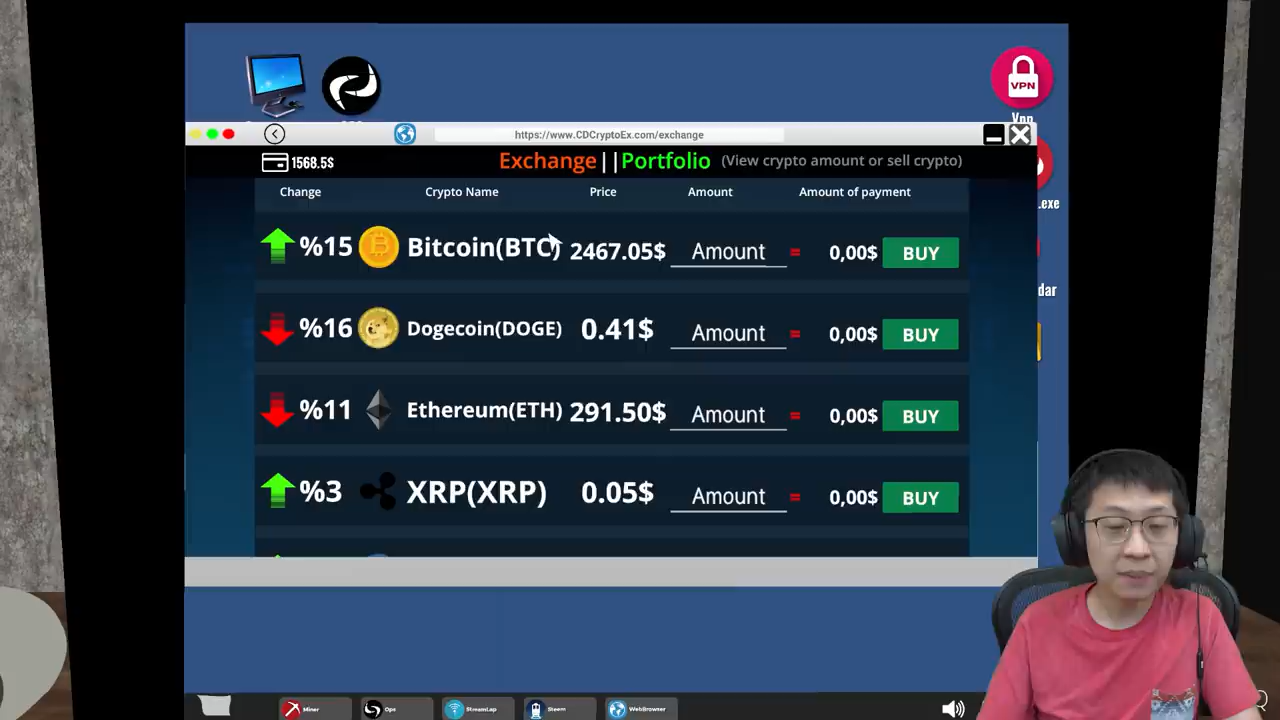 VPN
Vpn
https://www.CDCryptoEx.com/exchange
1568.5$
Exchange||Portfolio (View crypto amount or sell crypto)
.exe
Change Crypto Name Price Amount Amount of payment
%15 Bitcoin(BTC) 2467.05$ Amount = 0,00$ BUY
dar
%16 Dogecoin(DOGE) 0.41$ Amount = 0,00$ BUY
%11 Ethereum(ETH) 291.50$ Amount = 0,00$ BUY
%3 XRP(XRP) 0.05$ Amount = 0,00$ BUY
Miner Ops StreamLap Steem WebBrowser